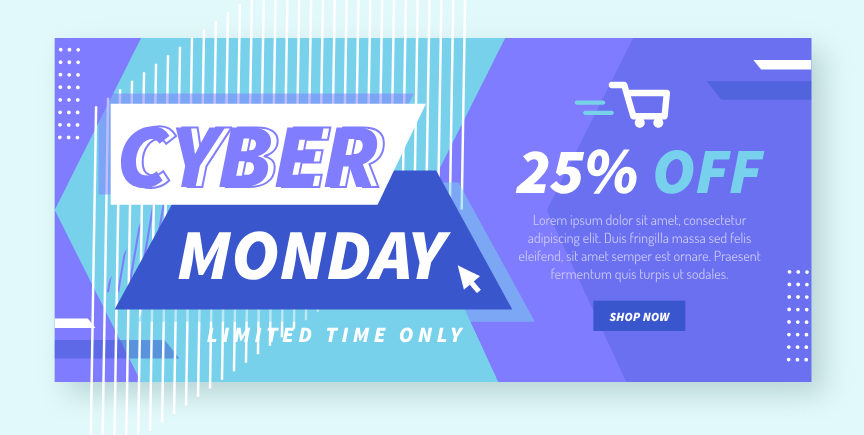 CYBER
MONDAY
LIMITED TIME ONLY
25% OFF
Lorem ipsum dolor sit amet, consectetur
adipiscing elit. Duis fringilla massa sed felis
eleifend, sit amet semper est ornare. Praesent
fermentum quis turpis ut sodales.
SHOP NOW